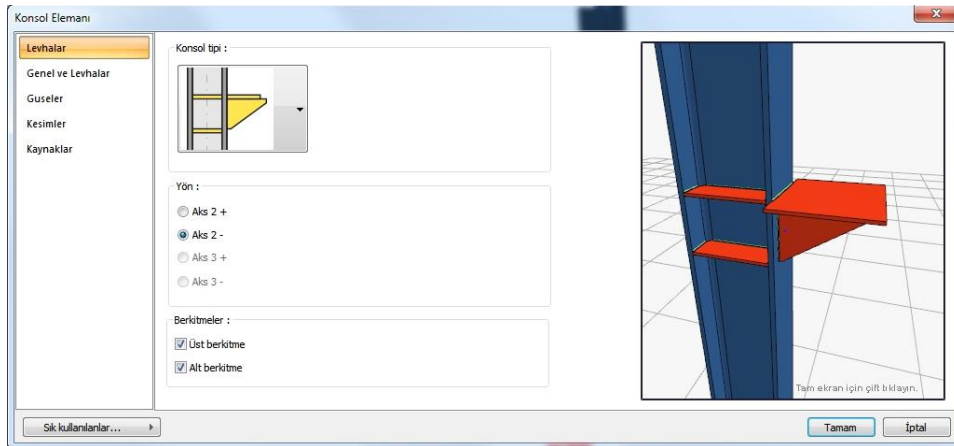 Konsol Elemanı
Levhalar
Genel ve Levhalar
Guseler
Kesimler
Kaynaklar
Konsol tipi :
Yön :
Aks 2 +
Aks 2 -
Aks 3 +
Aks 3 -
Berkitmeler :
Üst berkitme
Alt berkitme
Tam ekran için çift tıklayın.
Sık kullanılanlar...
Tamam
İptal